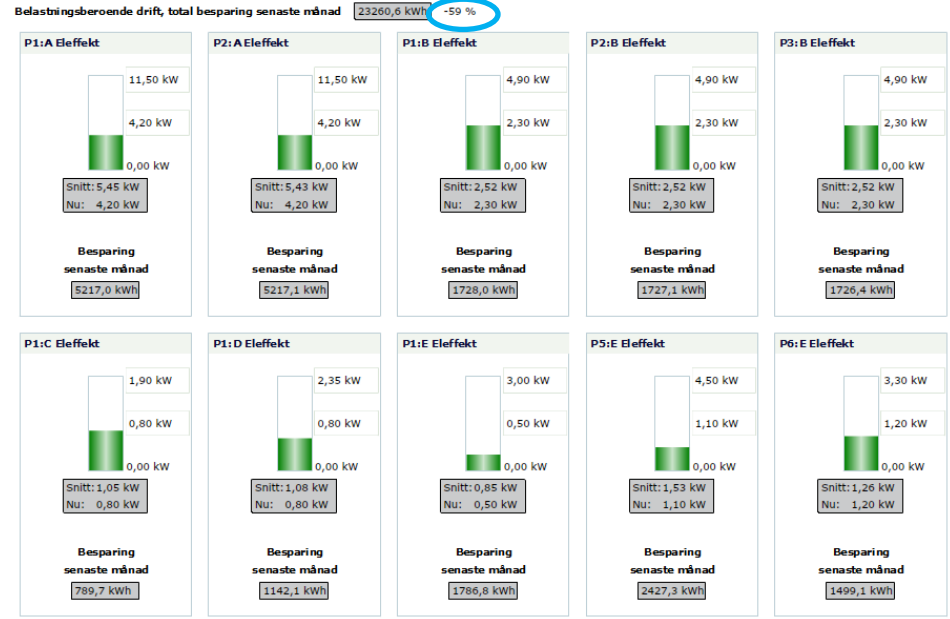 Belastningsberoende drift, total besparing senaste månad 23260,6 kWh -59 %
P1:A Eleffekt
11,50 kW
4,20 kW
0,00 kW
Snitt: 5,45 kW
Nu: 4,20 kW
Besparing
senaste månad
5217,0 kWh
P2:A Eleffekt
11,50 kW
4,20 kW
0,00 kW
Snitt: 5,43 kW
Nu: 4,20 kW
Besparing
senaste månad
5217,1 kWh
P1:B Eleffekt
4,90 kW
2,30 kW
0,00 kW
Snitt: 2,52 kW
Nu: 2,30 kW
Besparing
senaste månad
1728,0 kWh
P2:B Eleffekt
4,90 kW
2,30 kW
0,00 kW
Snitt: 2,52 kW
Nu: 2,30 kW
Besparing
senaste månad
1727,1 kWh
P3:B Eleffekt
4,90 kW
2,30 kW
0,00 kW
Snitt: 2,52 kW
Nu: 2,30 kW
Besparing
senaste månad
1726,4 kWh
P1:C Eleffekt
1,90 kW
0,80 kW
0,00 kW
Snitt: 1,05 kW
Nu: 0,80 kW
Besparing
senaste månad
789,7 kWh
P1:D Eleffekt
2,35 kW
0,80 kW
0,00 kW
Snitt: 1,08 kW
Nu: 0,80 kW
Besparing
senaste månad
1142,1 kWh
P1:E Eleffekt
3,00 kW
0,50 kW
0,00 kW
Snitt: 0,85 kW
Nu: 0,50 kW
Besparing
senaste månad
1786,8 kWh
P5:E Eleffekt
4,50 kW
1,10 kW
0,00 kW
Snitt: 1,53 kW
Nu: 1,10 kW
Besparing
senaste månad
2427,3 kWh
P6:E Eleffekt
3,30 kW
1,20 kW
0,00 kW
Snitt: 1,26 kW
Nu: 1,20 kW
Besparing
senaste månad
1499,1 kWh